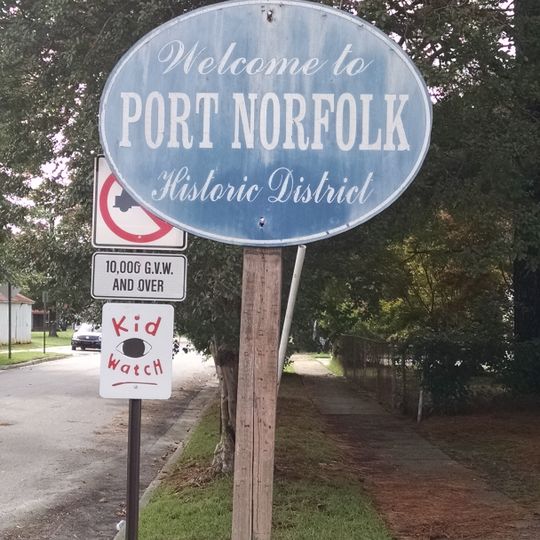 Welcome to
PORT NORFOLK
Historic District
10,000 G.V.W.
AND OVER
Kid
WatcH